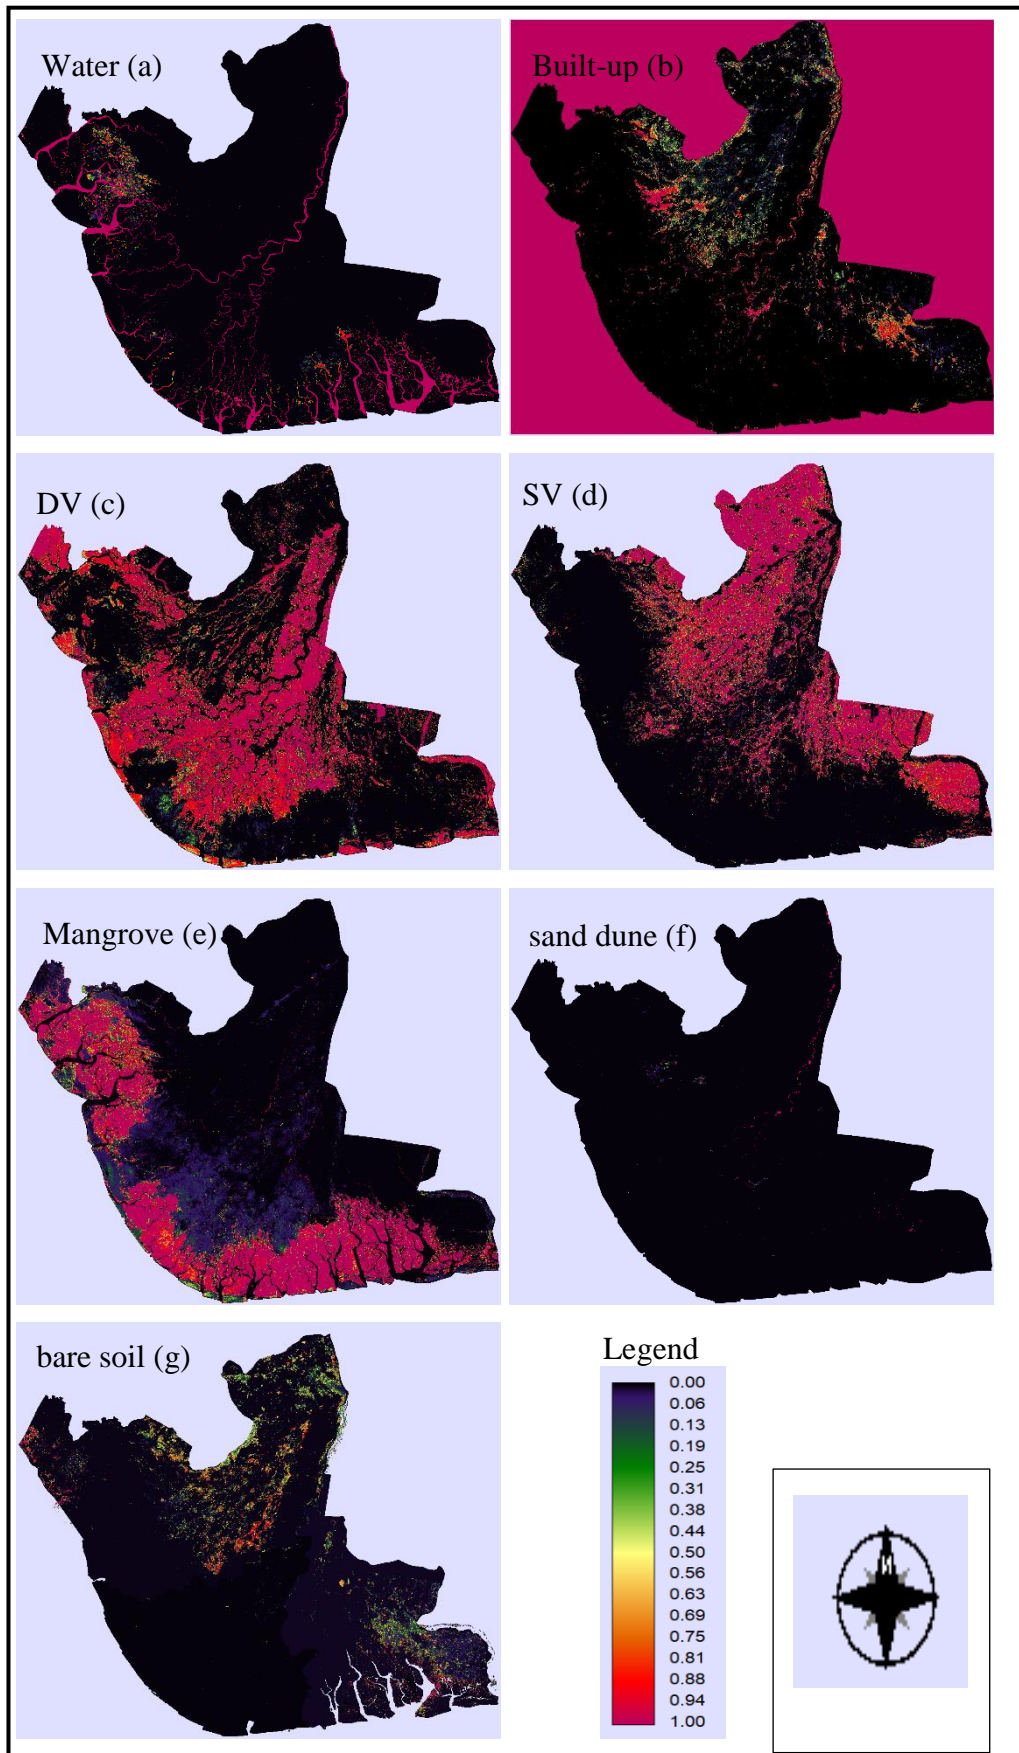 Water (a)
Built-up (b)
DV (c)
SV (d)
Mangrove (e)
sand dune (f)
bare soil (g)
Legend
0.00
0.06
0.13
0.19
0.25
0.31
0.38
0.44
0.50
0.56
0.63
0.69
0.75
0.81
0.88
0.94
1.00
N